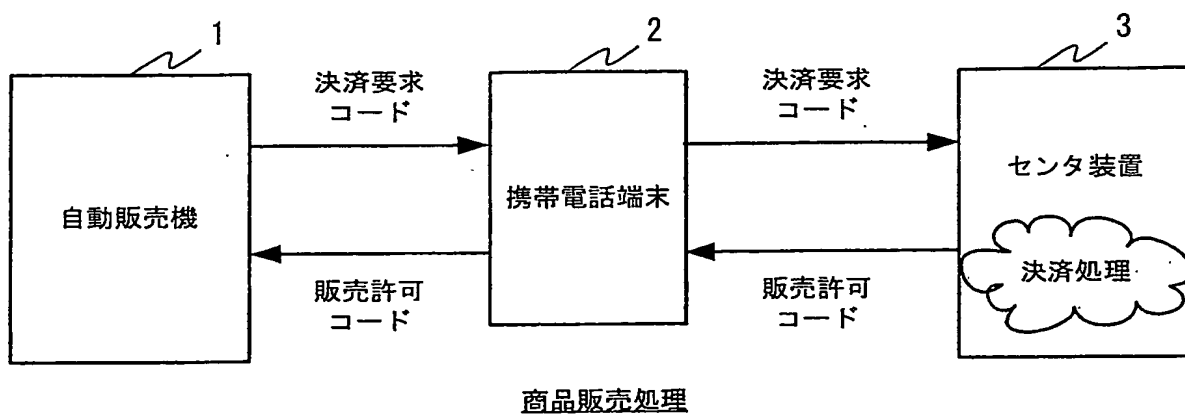 1
2
3
決済要求
コード
決済要求
コード
自動販売機
携帯電話端末
センタ装置
決済処理
販売許可
コード
販売許可
コード
商品販売処理